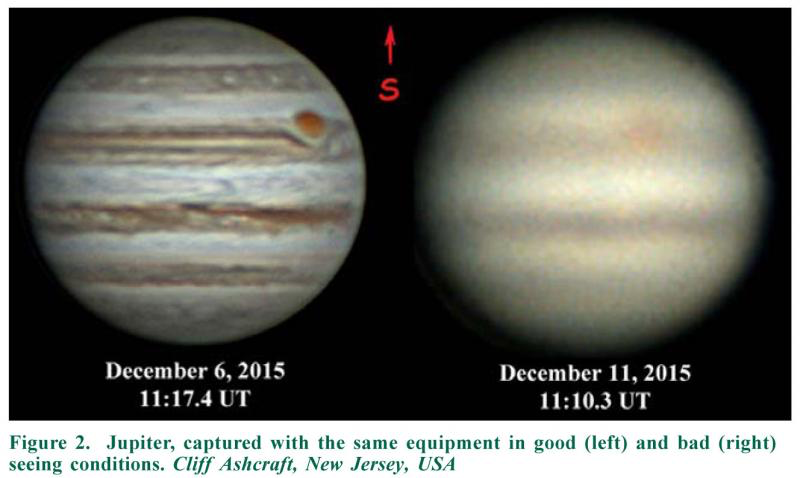 S
December 6, 2015
11:17.4 UT
December 11, 2015
11:10.3 UT
Figure 2. Jupiter, captured with the same equipment in good (left) and bad (right)
seeing conditions. Cliff Ashcraft, New Jersey, USA